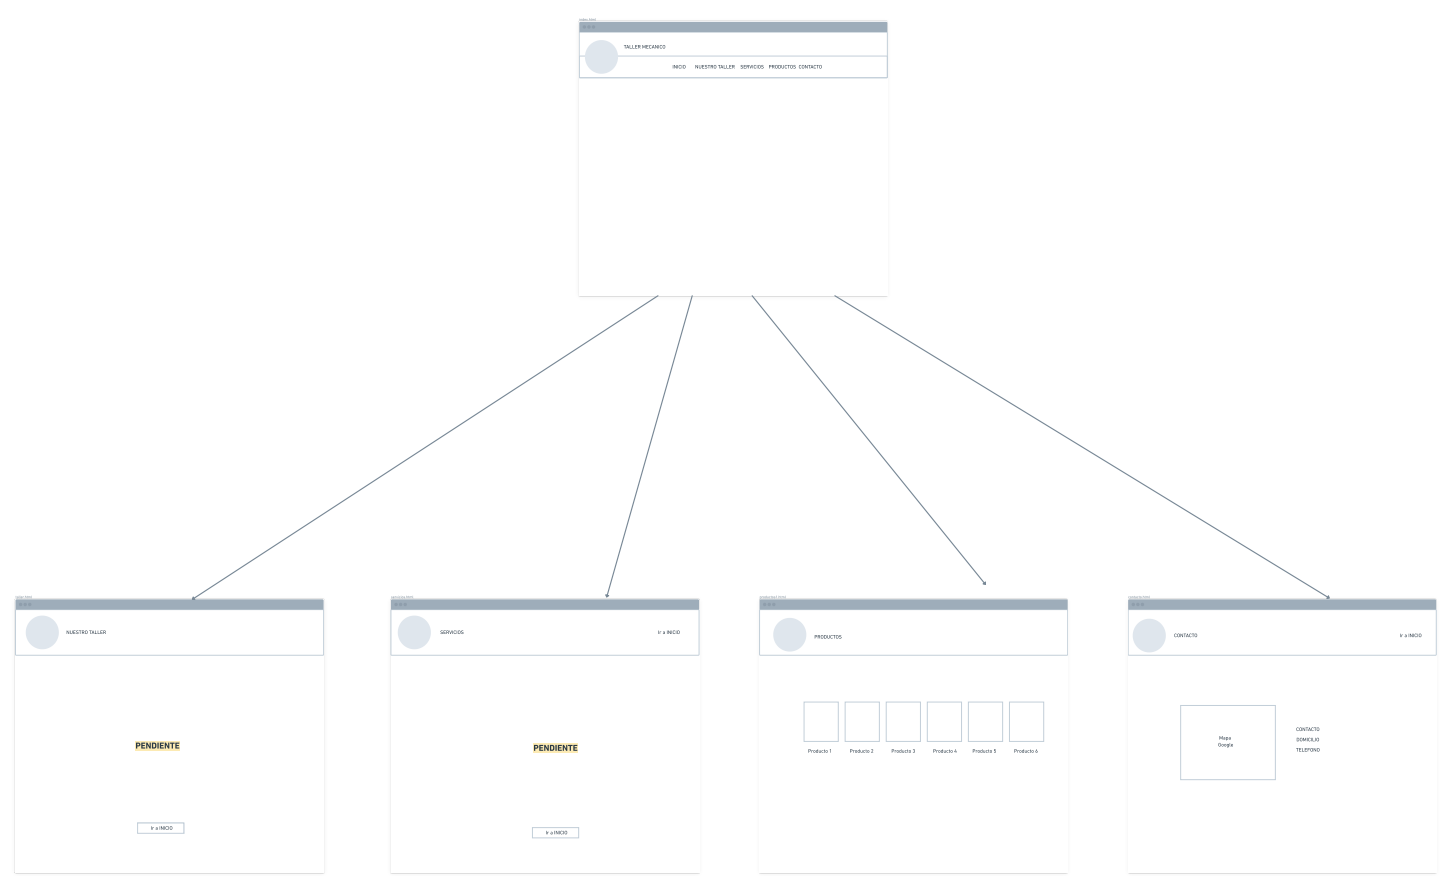 TALLER MECANICO
INICIO NUESTRO TALLER SERVICIOS PRODUCTOS CONTACTO
NUESTRO TALLER
PENDIENTE
Ir a INICIO
SERVICIOS
Ir a INICIO
PENDIENTE
Ir a INICIO
PRODUCTOS
Producto 1 Producto 2 Producto 3 Producto 4 Producto 5 Producto 6
CONTACTO
Ir a INICIO
Mapa
Google
CONTACTO
DOMICILIO
TELEFONO